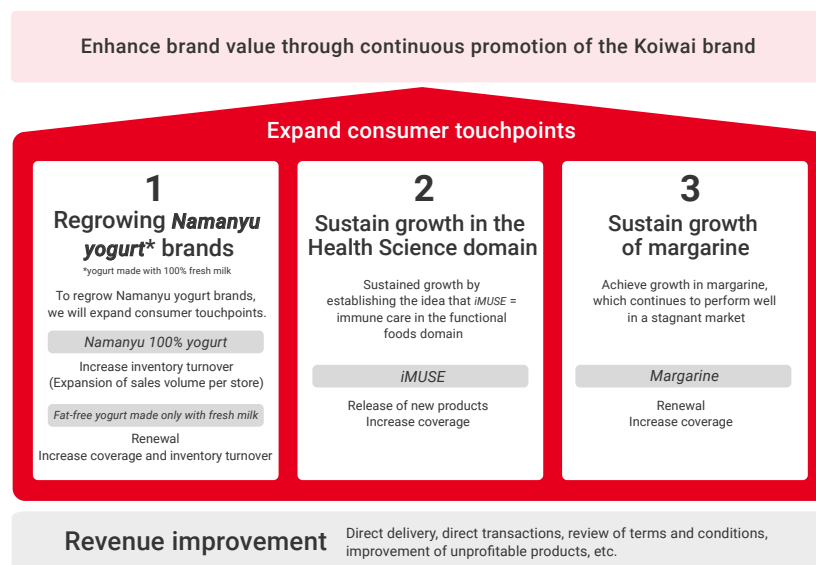 Enhance brand value through continuous promotion of the Koiwai brand
Expand consumer touchpoints
1
Regrowing Namanyu
yogurt* brands
*yogurt made with 100% fresh milk
To regrow Namanyu yogurt brands,
we will expand consumer touchpoints.
Namanyu 100% yogurt
Increase inventory turnover
(Expansion of sales volume per store)
Fat-free yogurt made only with fresh milk
Renewal
Increase coverage and inventory turnover
2
Sustain growth in the
Health Science domain
Sustained growth by
establishing the idea that iMUSE =
immune care in the functional
foods domain
iMUSE
Release of new products
Increase coverage
3
Sustain growth
of margarine
Achieve growth in margarine,
which continues to perform well
in a stagnant market
Margarine
Renewal
Increase coverage
Revenue improvement
Direct delivery, direct transactions, review of terms and conditions,
improvement of unprofitable products, etc.